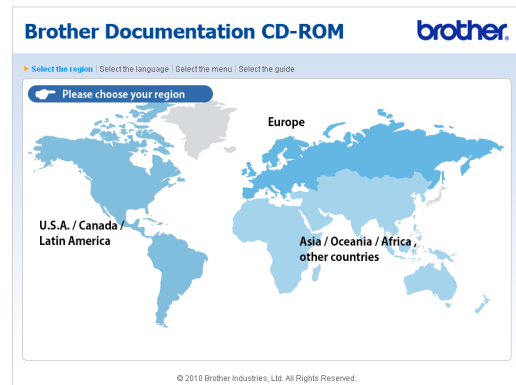 Brother Documentation CD-ROM
brother.
Select the region | Select the language | Select the menu | Select the guide
Please choose your region
Europe
U.S.A. / Canada /
Latin America
Asia / Oceania / Africa ,
other countries
© 2010 Brother Industries, Ltd. All Rights Reserved.